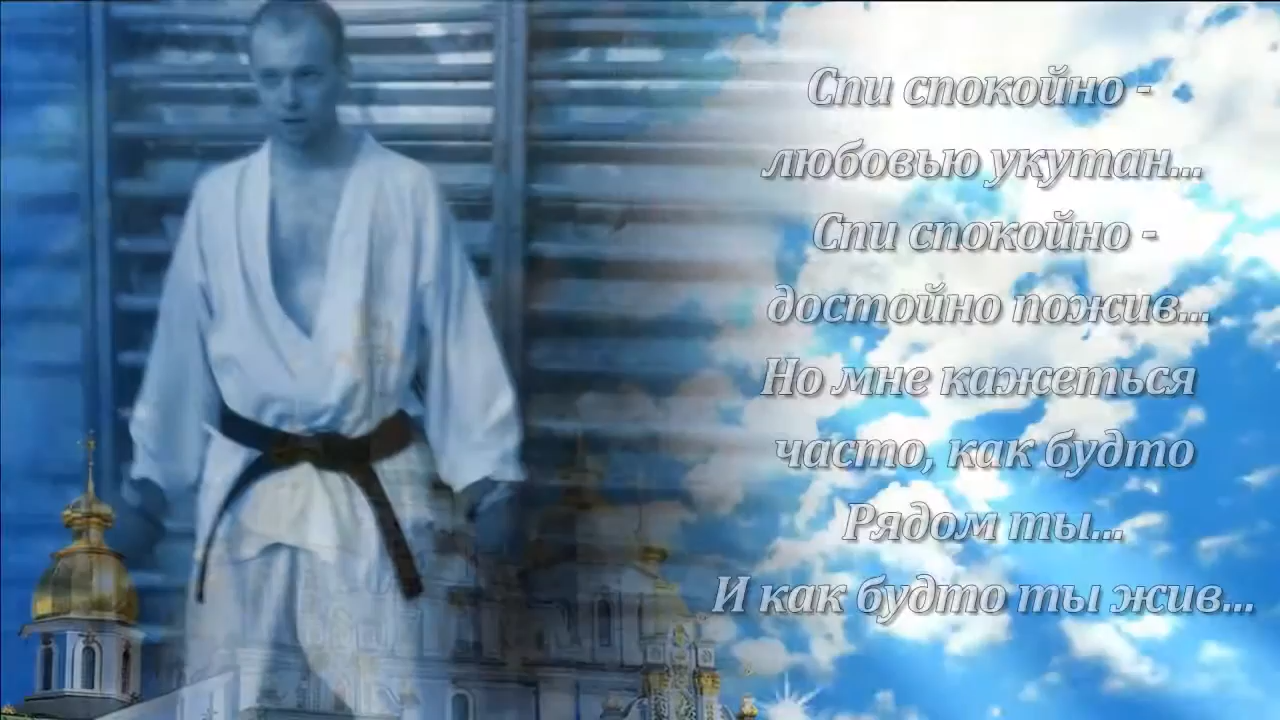 Спи спокойно -
любовью укутан...
Спи спокойно -
достойно пожив...
Но мне кажеться
часто, как будто
Рядом ты...
И как будто ты жив...